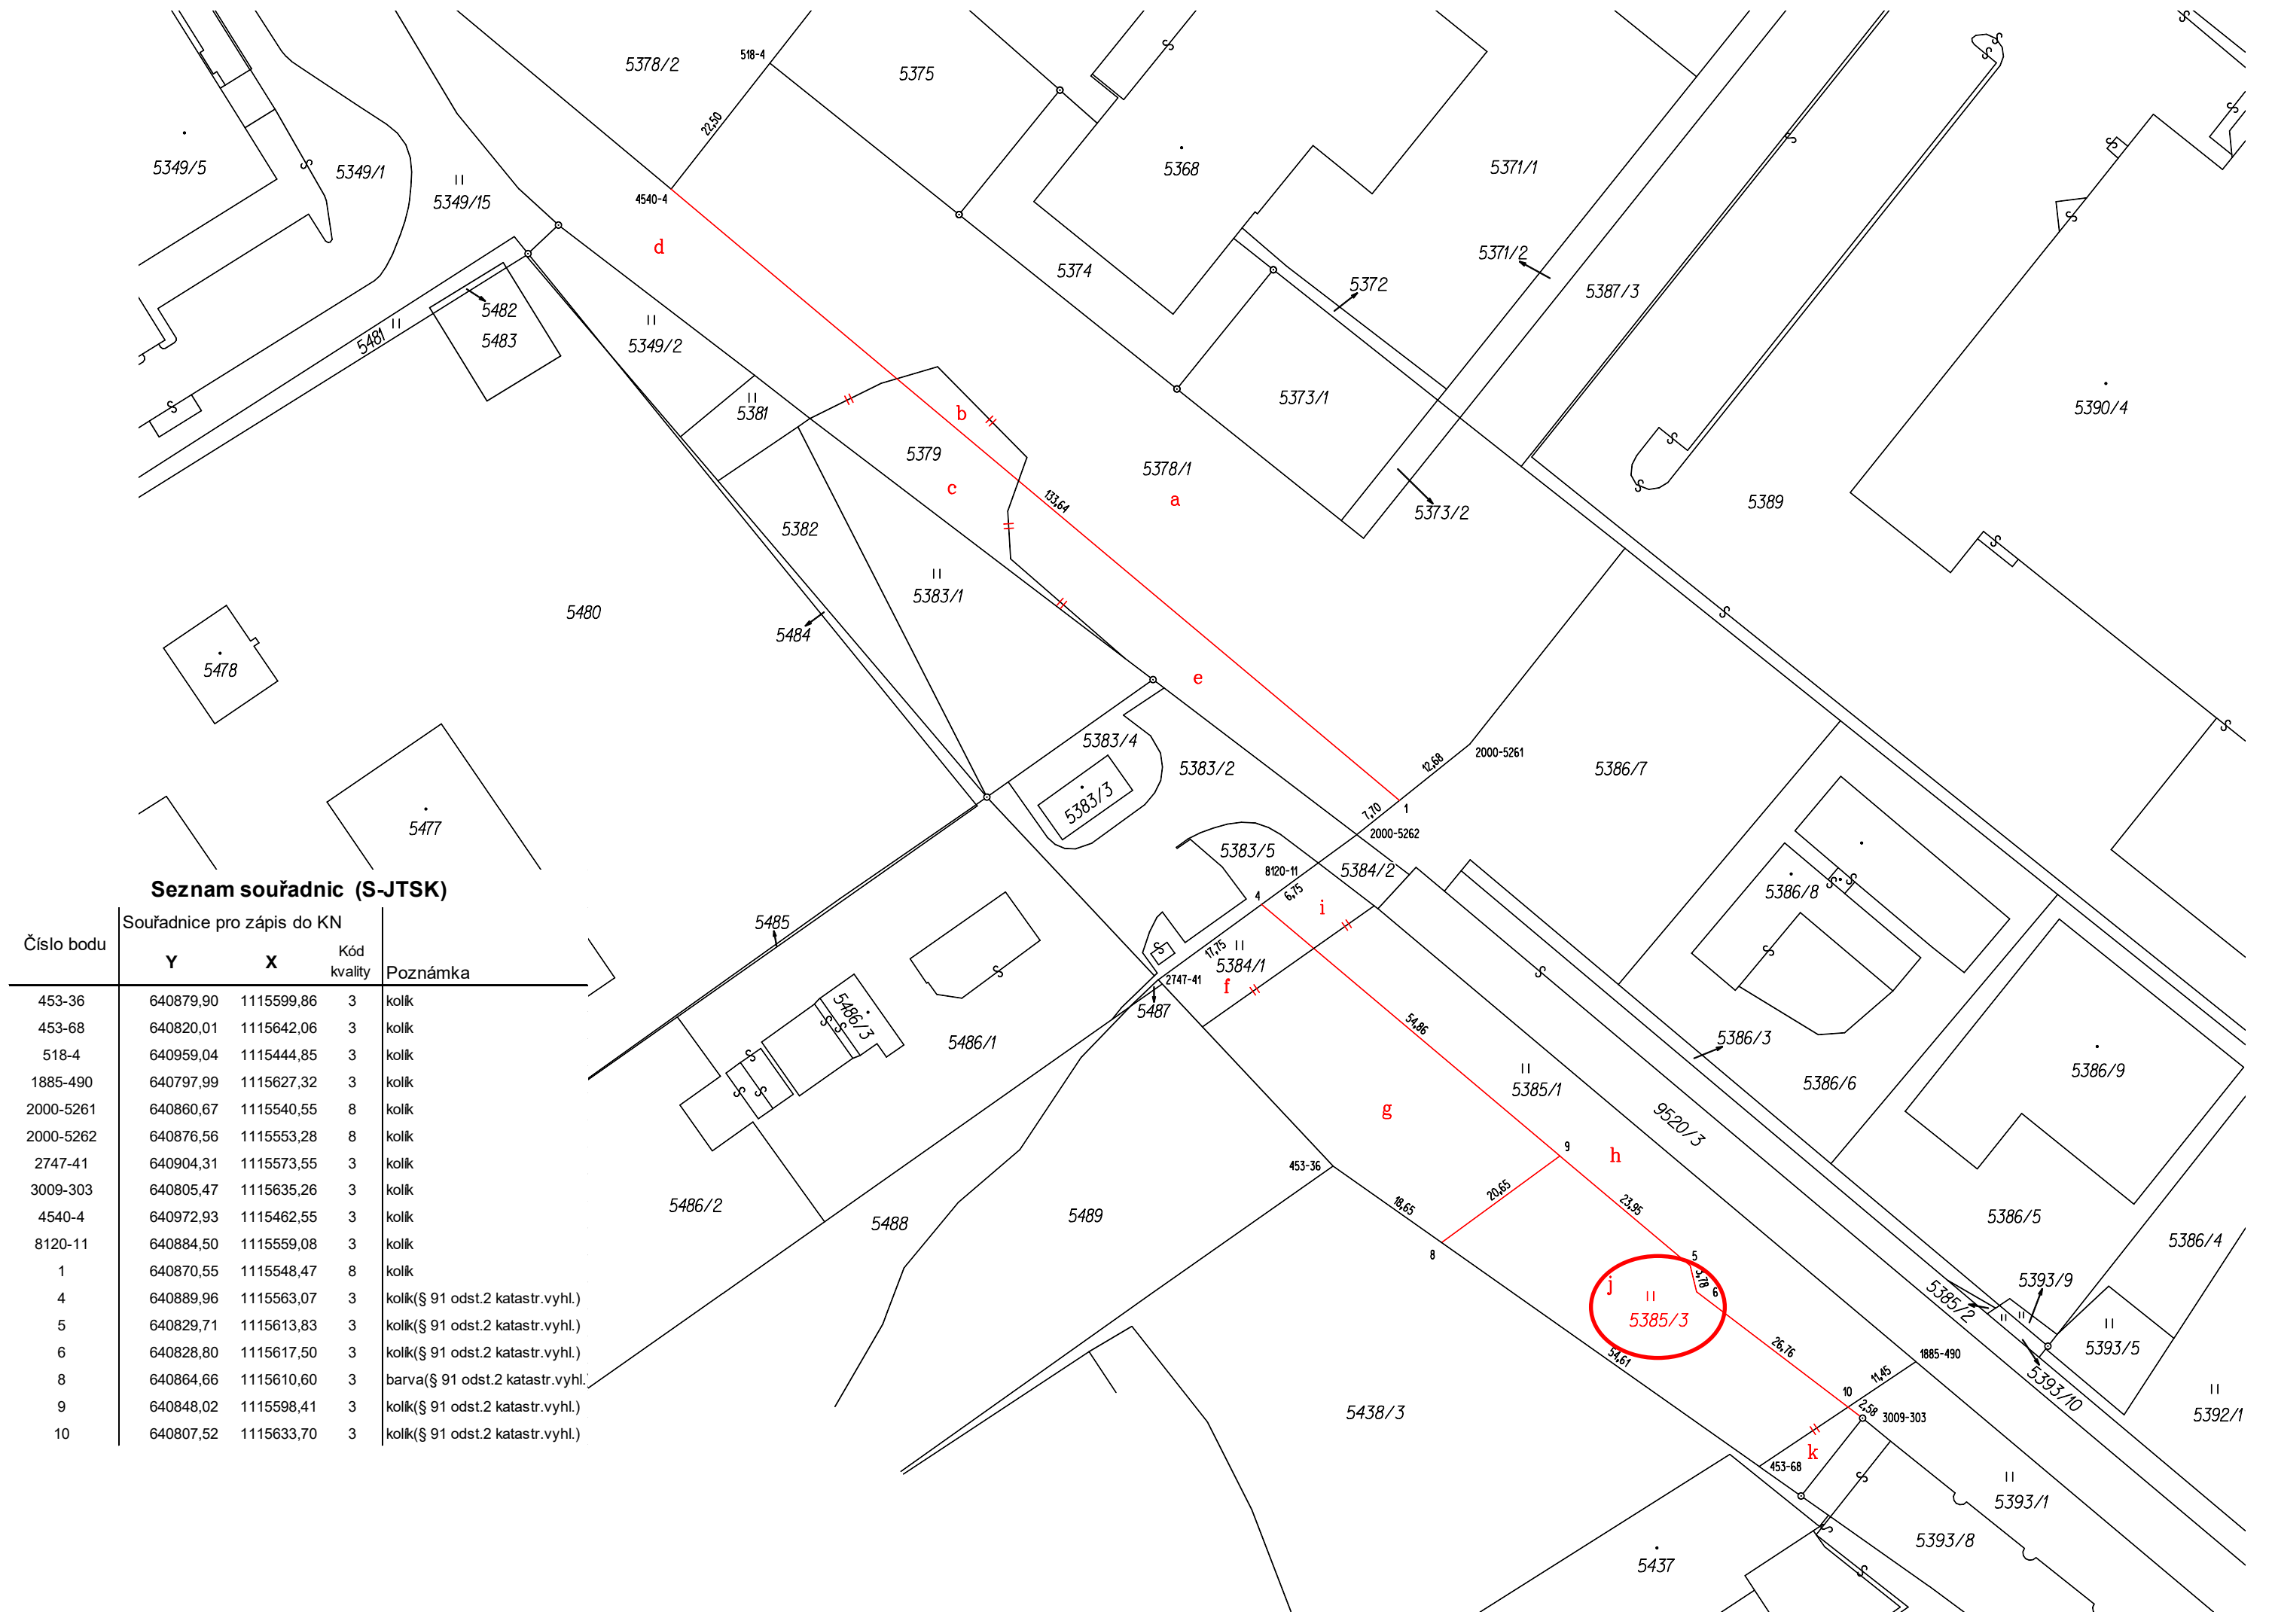 518-4
5378/2
5375
22,50
5349/5
5349/1
5349/15
4540-4
5368
5371/1
d
5371/2
5374
5372
5387/3
5482
5481
5483
5349/2
5381
b
5373/1
5390/4
5379
5378/1
c
133,64
a
5389
5373/2
5382
5383/1
5480
5484
5478
e
5383/4
12,68
2000-5261
5383/2
5386/7
5383/3
7,70
1
5477
2000-5262
5383/5
8120-11
5384/2
Seznam souřadnic (S-JTSK)
4
6,75
5386/8
i
5485
17,75
5384/1
2747-41
f
5486/3
5487
5486/1
54,86
5386/3
5386/9
5385/1
5386/6
g
9520/3
9
h
453-36
20,65
5486/2
18,65
23,95
5488
5489
5386/5
5386/4
8
5
3,78
6
j
5385/3
5393/9
5385/2
54,61
26,76
1885-490
5393/5
11,45
5393/10
10
2,58
3009-303
5438/3
5392/1
k
453-68
5393/1
5393/8
5437
Číslo bodu
Souřadnice pro zápis do KN
Y X Kód kvality Poznámka
453-36 640879,90 1115599,86 3 kolík
453-68 640820,01 1115642,06 3 kolík
518-4 640959,04 1115444,85 3 kolík
1885-490 640797,99 1115627,32 3 kolík
2000-5261 640860,67 1115540,55 8 kolík
2000-5262 640876,56 1115553,28 8 kolík
2747-41 640904,31 1115573,55 3 kolík
3009-303 640805,47 1115635,26 3 kolík
4540-4 640972,93 1115462,55 3 kolík
8120-11 640884,50 1115559,08 3 kolík
1 640870,55 1115548,47 8 kolík
4 640889,96 1115563,07 3 kolík(§ 91 odst.2 katastr.vyhl.)
5 640829,71 1115613,83 3 kolík(§ 91 odst.2 katastr.vyhl.)
6 640828,80 1115617,50 3 kolík(§ 91 odst.2 katastr.vyhl.)
8 640864,66 1115610,60 3 barva(§ 91 odst.2 katastr.vyhl.
9 640848,02 1115598,41 3 kolík(§ 91 odst.2 katastr.vyhl.)
10 640807,52 1115633,70 3 kolík(§ 91 odst.2 katastr.vyhl.)